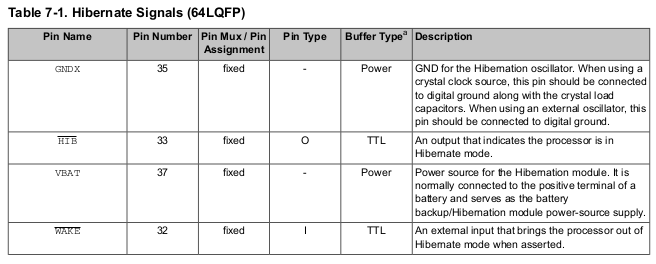 Table 7-1. Hibernate Signals (64LQFP)
Pin Name Pin Number Pin Mux / Pin Assignment Pin Type Buffer Typeᵃ Description
GNDX 35 fixed - Power GND for the Hibernation oscillator. When using a
crystal clock source, this pin should be connected
to digital ground along with the crystal load
capacitors. When using an external oscillator, this
pin should be connected to digital ground.
H̅I̅B̅ 33 fixed O TTL An output that indicates the processor is in
Hibernate mode.
VBAT 37 fixed - Power Power source for the Hibernation module. It is
normally connected to the positive terminal of a
battery and serves as the battery
backup/Hibernation module power-source supply.
W̅A̅K̅E̅ 32 fixed I TTL An external input that brings the processor out of
Hibernate mode when asserted.